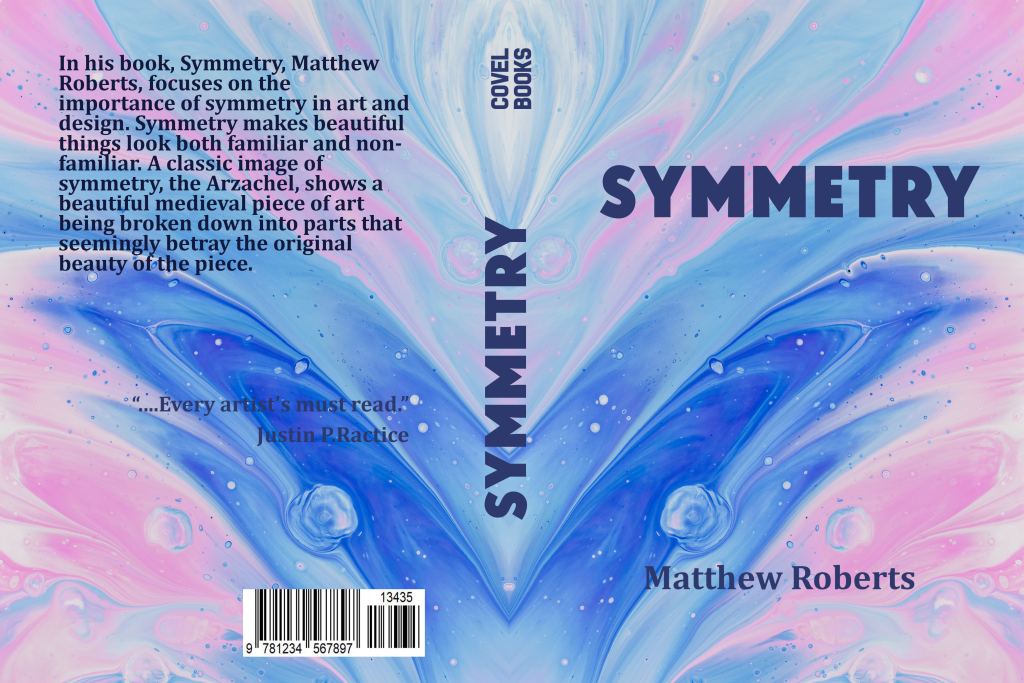 In his book, Symmetry, Matthew
Roberts, focuses on the
importance of symmetry in art and
design. Symmetry makes beautiful
things look both familiar and non-
familiar. A classic image of
symmetry, the Arzachel, shows a
beautiful medieval piece of art
being broken down into parts that
seemingly betray the original
beauty of the piece.
“....Every artist’s must read.”
Justin P.Ractice
13435
9 781234 567897
COVEL
BOOKS
SYMMETRY
SYMMETRY
Matthew Roberts